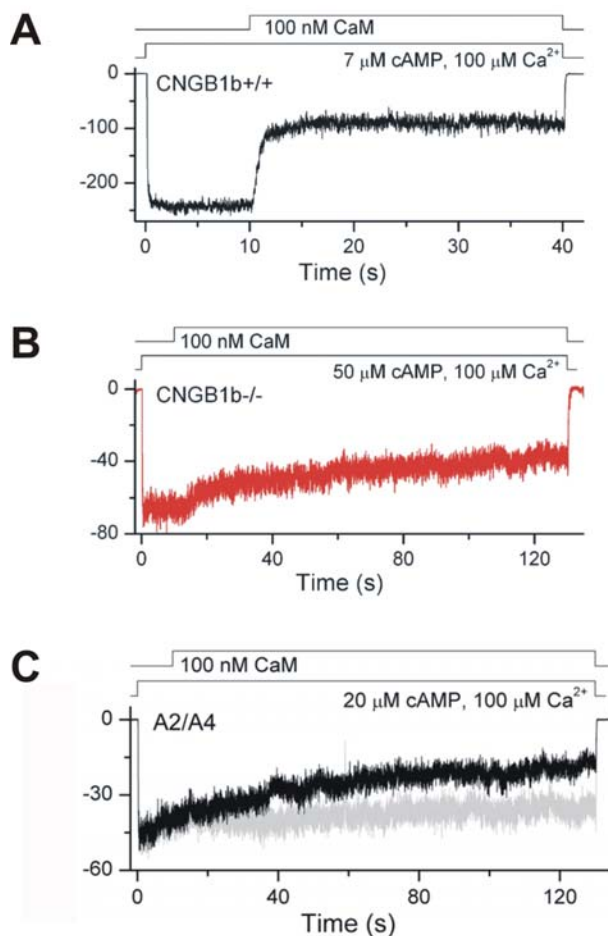 A
100 nM CaM
7 μM cAMP, 100 μM Ca²⁺
0
CNGB1b+/+
-100
-200
0 10 20 30 40
Time (s)
B
100 nM CaM
50 μM cAMP, 100 μM Ca²⁺
0
CNGB1b-/-
-40
-80
0 40 80 120
Time (s)
C
100 nM CaM
20 μM cAMP, 100 μM Ca²⁺
0
A2/A4
-30
-60
0 40 80 120
Time (s)